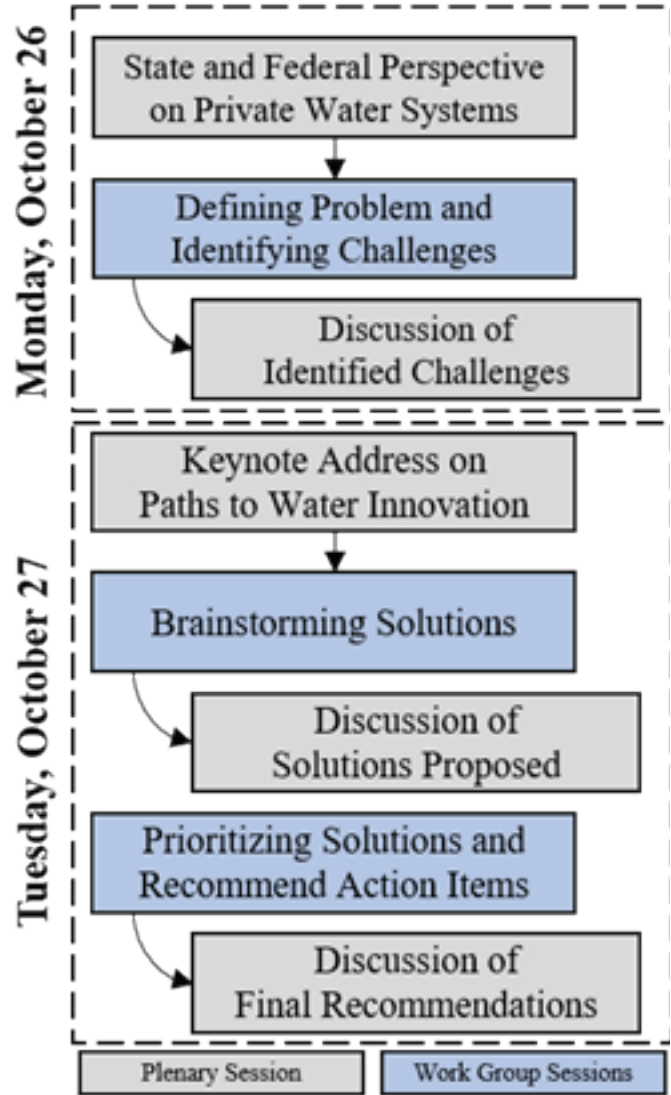 Monday, October 26
State and Federal Perspective
on Private Water Systems
Defining Problem and
Identifying Challenges
Discussion of
Identified Challenges
Tuesday, October 27
Keynote Address on
Paths to Water Innovation
Brainstorming Solutions
Discussion of
Solutions Proposed
Prioritizing Solutions and
Recommend Action Items
Discussion of
Final Recommendations
Plenary Session
Work Group Sessions